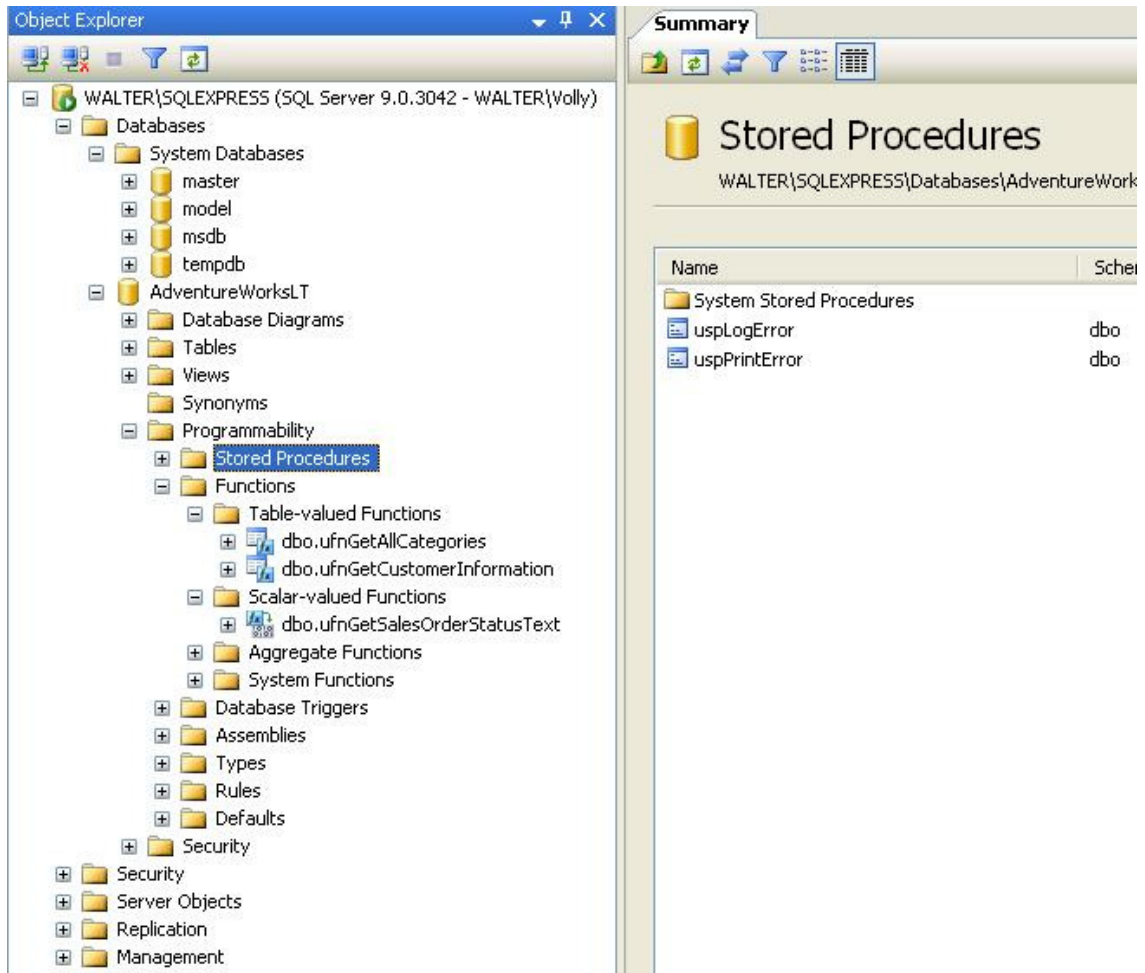 Object Explorer
WALTER\SQLEXPRESS (SQL Server 9.0.3042 - WALTER\Volly)
Databases
System Databases
master
model
msdb
tempdb
AdventureWorksLT
Database Diagrams
Tables
Views
Synonyms
Programmability
Stored Procedures
Functions
Table-valued Functions
dbo.ufnGetAllCategories
dbo.ufnGetCustomerInformation
Scalar-valued Functions
dbo.ufnGetSalesOrderStatusText
Aggregate Functions
System Functions
Database Triggers
Assemblies
Types
Rules
Defaults
Security
Security
Server Objects
Replication
Management
Summary
Stored Procedures
WALTER\SQLEXPRESS\Databases\AdventureWork
Name Scher
System Stored Procedures
uspLogError dbo
uspPrintError dbo